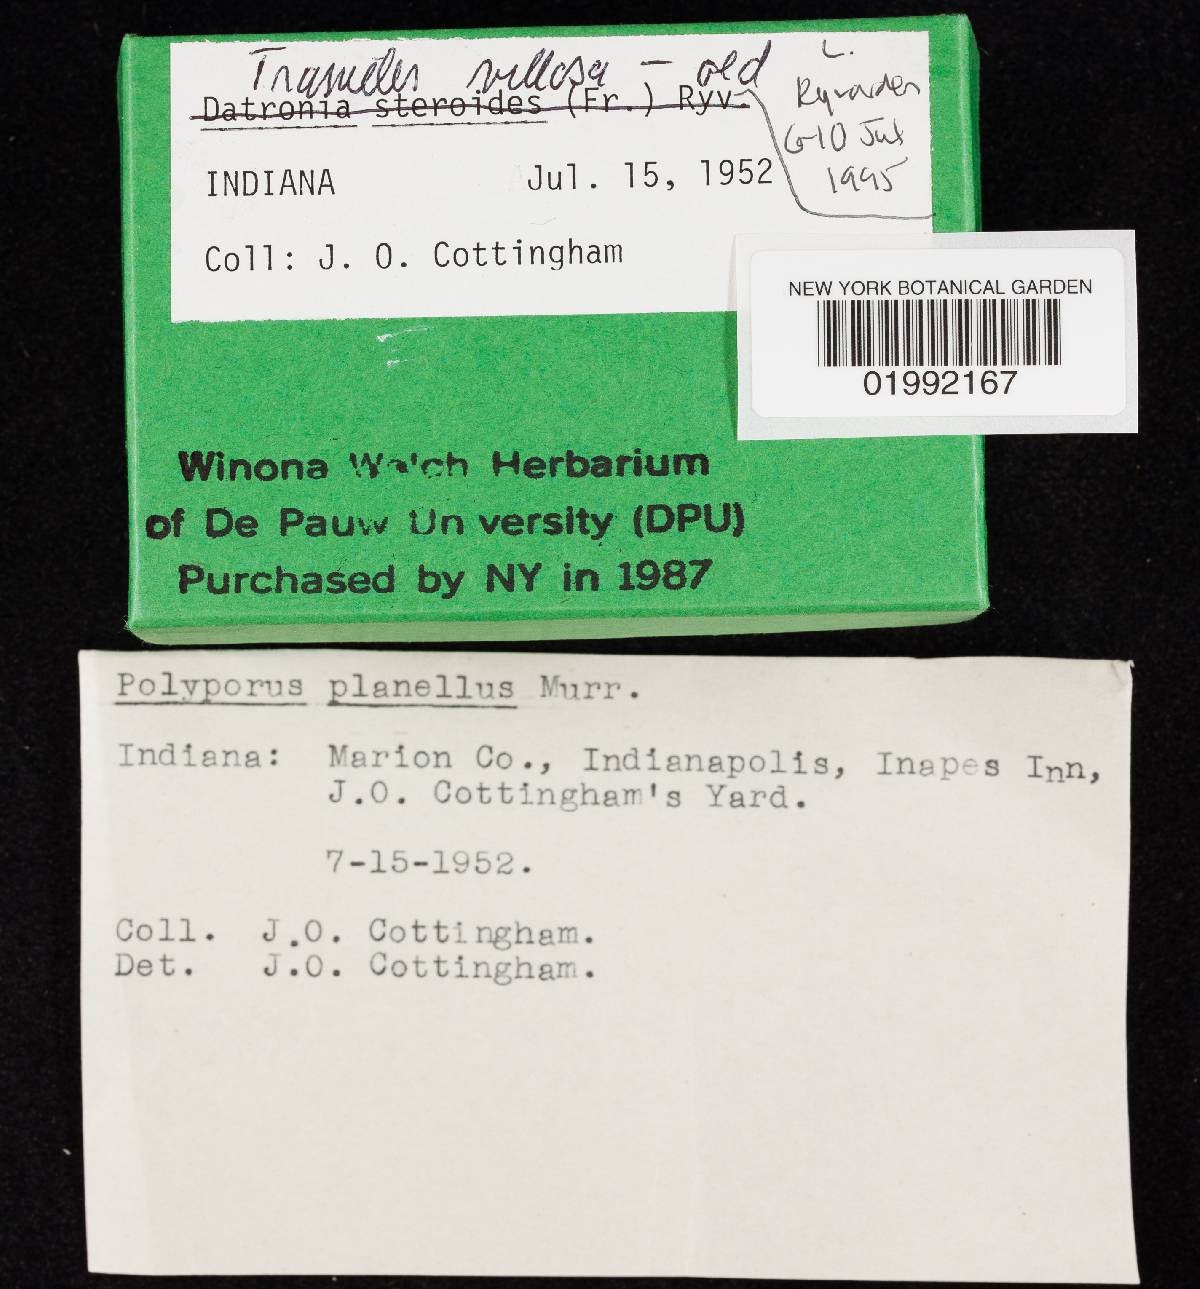 Trametes villosa – old
Datronia steroides (Fr.) Ryv.
L.
Ryvarden
6-10 Jul
1995
INDIANA Jul. 15, 1952
Coll: J. O. Cottingham
NEW YORK BOTANICAL GARDEN
01992167
Winona Welch Herbarium
of De Pauw Un versity (DPU)
Purchased by NY in 1987
Polyporus planellus Murr.
Indiana: Marion Co., Indianapolis, Inapes Inn,
J.O. Cottingham's Yard.
7-15-1952.
Coll. J.O. Cottingham.
Det. J.O. Cottingham.